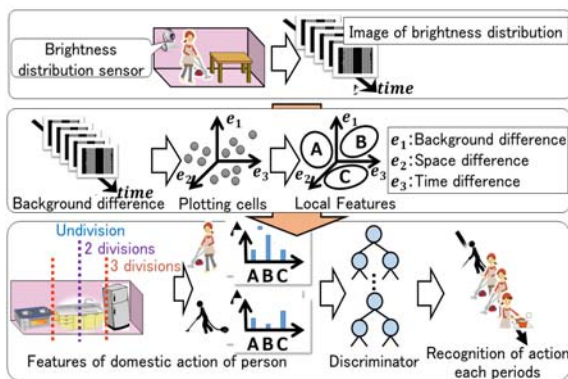 Brightness
distribution sensor
Image of brightness distribution
time
time
Background difference
e1
e2
e3
Plotting cells
e1
A
B
e2
C
e3
Local Features
e1:Background difference
e2:Space difference
e3:Time difference
Undivision
2 divisions
3 divisions
A B C
A B C
Features of domestic action of person
Discriminator
Recognition of action
each periods